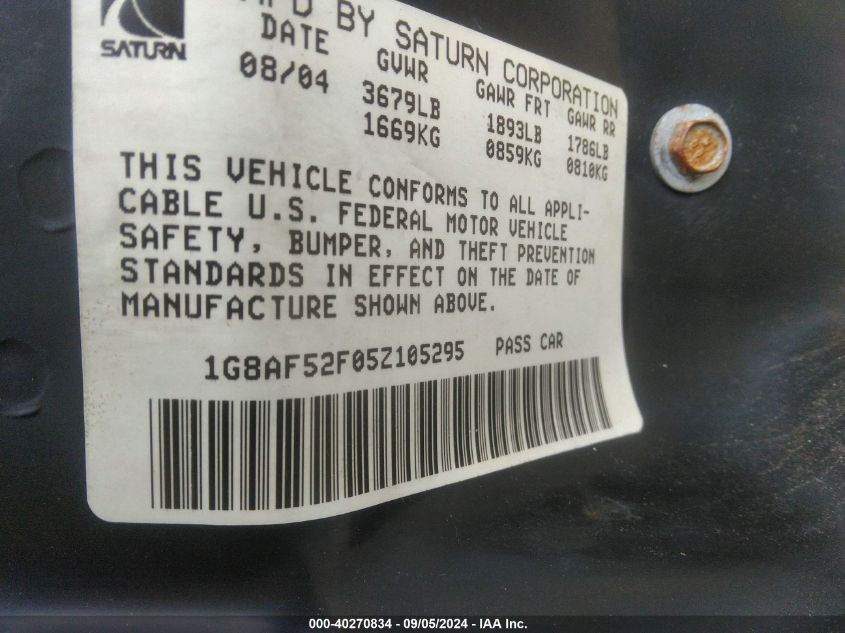 SATURN
MFD BY SATURN CORPORATION
DATE GVWR GAWR FRT GAWR RR
08/04 3679LB 1893LB 1786LB
1669KG 0859KG 0810KG
THIS VEHICLE CONFORMS TO ALL APPLI-
CABLE U.S. FEDERAL MOTOR VEHICLE
SAFETY, BUMPER, AND THEFT PREVENTION
STANDARDS IN EFFECT ON THE DATE OF
MANUFACTURE SHOWN ABOVE.
1G8AF52F05Z105295 PASS CAR
000-40270834 - 09/05/2024 - IAA Inc.